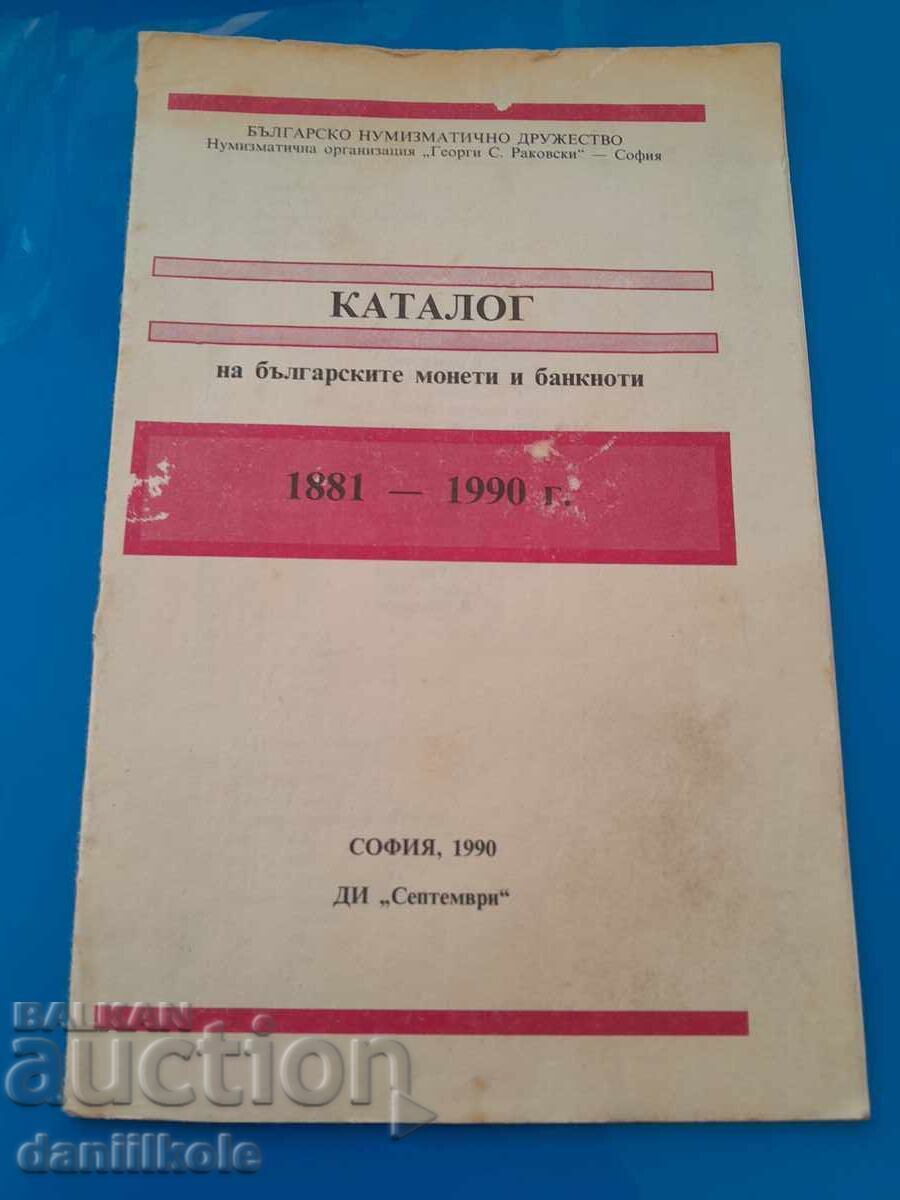 БЪЛГАРСКО НУМИЗМАТИЧНО ДРУЖЕСТВО
Нумизматична организация „Георги С. Раковски“ — София
КАТАЛОГ
на българските монети и банкноти
1881 — 1990 г.
СОФИЯ, 1990
ДИ „Септември“
BALKAN
auction
daniilkole